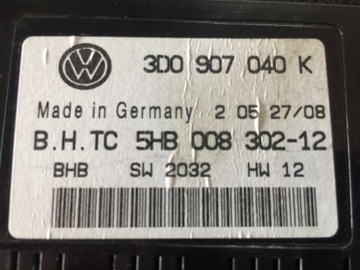 3D0 907 040 K
Made in Germany 2 05 27/08
B.H.TC 5HB 008 302-12
BHB SW 2032 HW 12